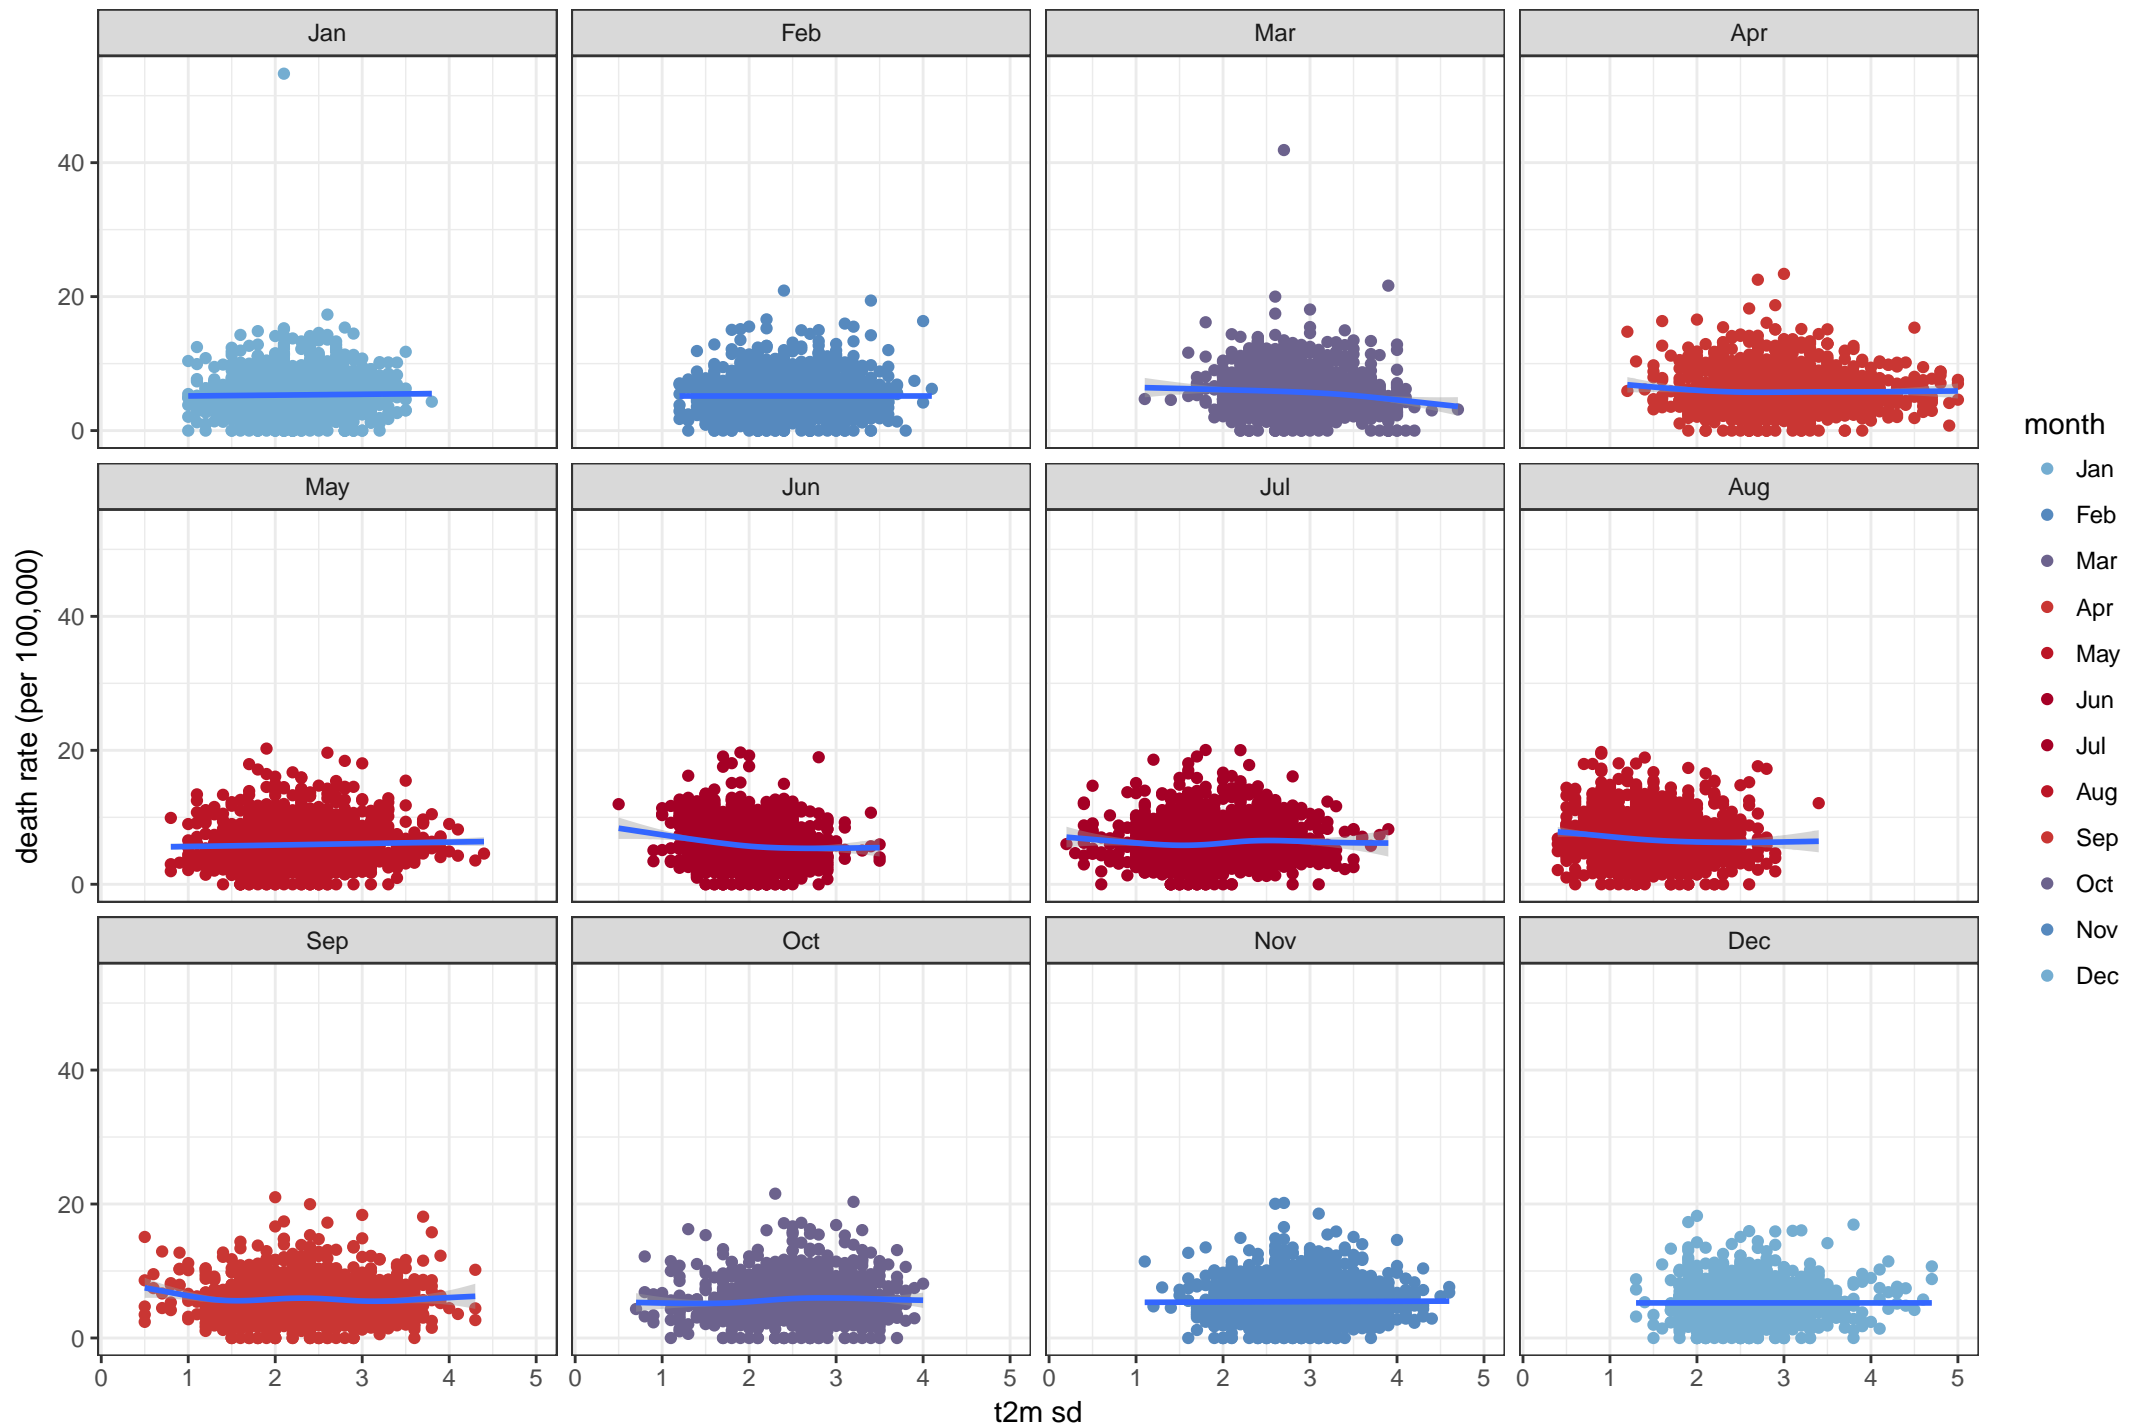 Jan Feb Mar Apr
40
20
0
May Jun Jul Aug
40
20
0
Sep Oct Nov Dec
40
20
0
0 1 2 3 4 5 0 1 2 3 4 5 0 1 2 3 4 5 0 1 2 3 4 5
t2m sd
death rate (per 100,000)
month
Jan
Feb
Mar
Apr
May
Jun
Jul
Aug
Sep
Oct
Nov
Dec